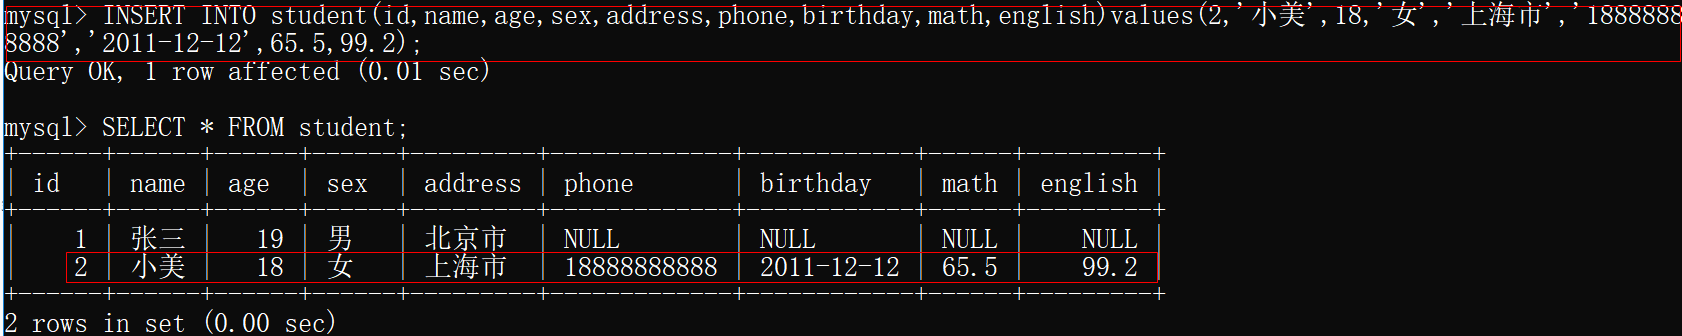 mysql> INSERT INTO student(id,name,age,sex,address,phone,birthday,math,english)values(2,'小美',18,'女','上海市','1888888
8888','2011-12-12',65.5,99.2);
Query OK, 1 row affected (0.01 sec)
mysql> SELECT * FROM student;
+------+------+------+------+---------+-------------+------------+------+---------+
| id   | name | age  | sex  | address | phone       | birthday   | math | english |
+------+------+------+------+---------+-------------+------------+------+---------+
|    1 | 张三 |   19 | 男   | 北京市  | NULL        | NULL       | NULL |    NULL |
|    2 | 小美 |   18 | 女   | 上海市  | 18888888888 | 2011-12-12 | 65.5 |    99.2 |
+------+------+------+------+---------+-------------+------------+------+---------+
2 rows in set (0.00 sec)